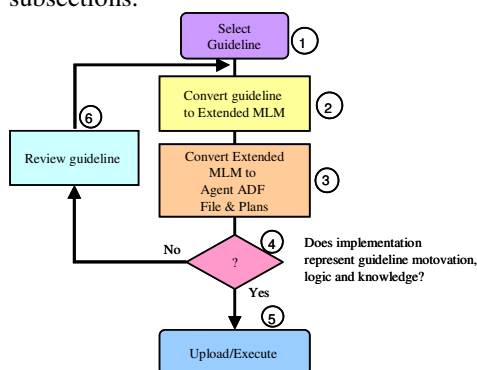 subsections.
Select
Guideline
1
Convert guideline
to Extended MLM
2
6
Review guideline
Convert Extended
MLM to
Agent ADF
File & Plans
3
No
?
4
Does implementation
represent guideline motovation,
logic and knowledge?
Yes
5
Upload/Execute